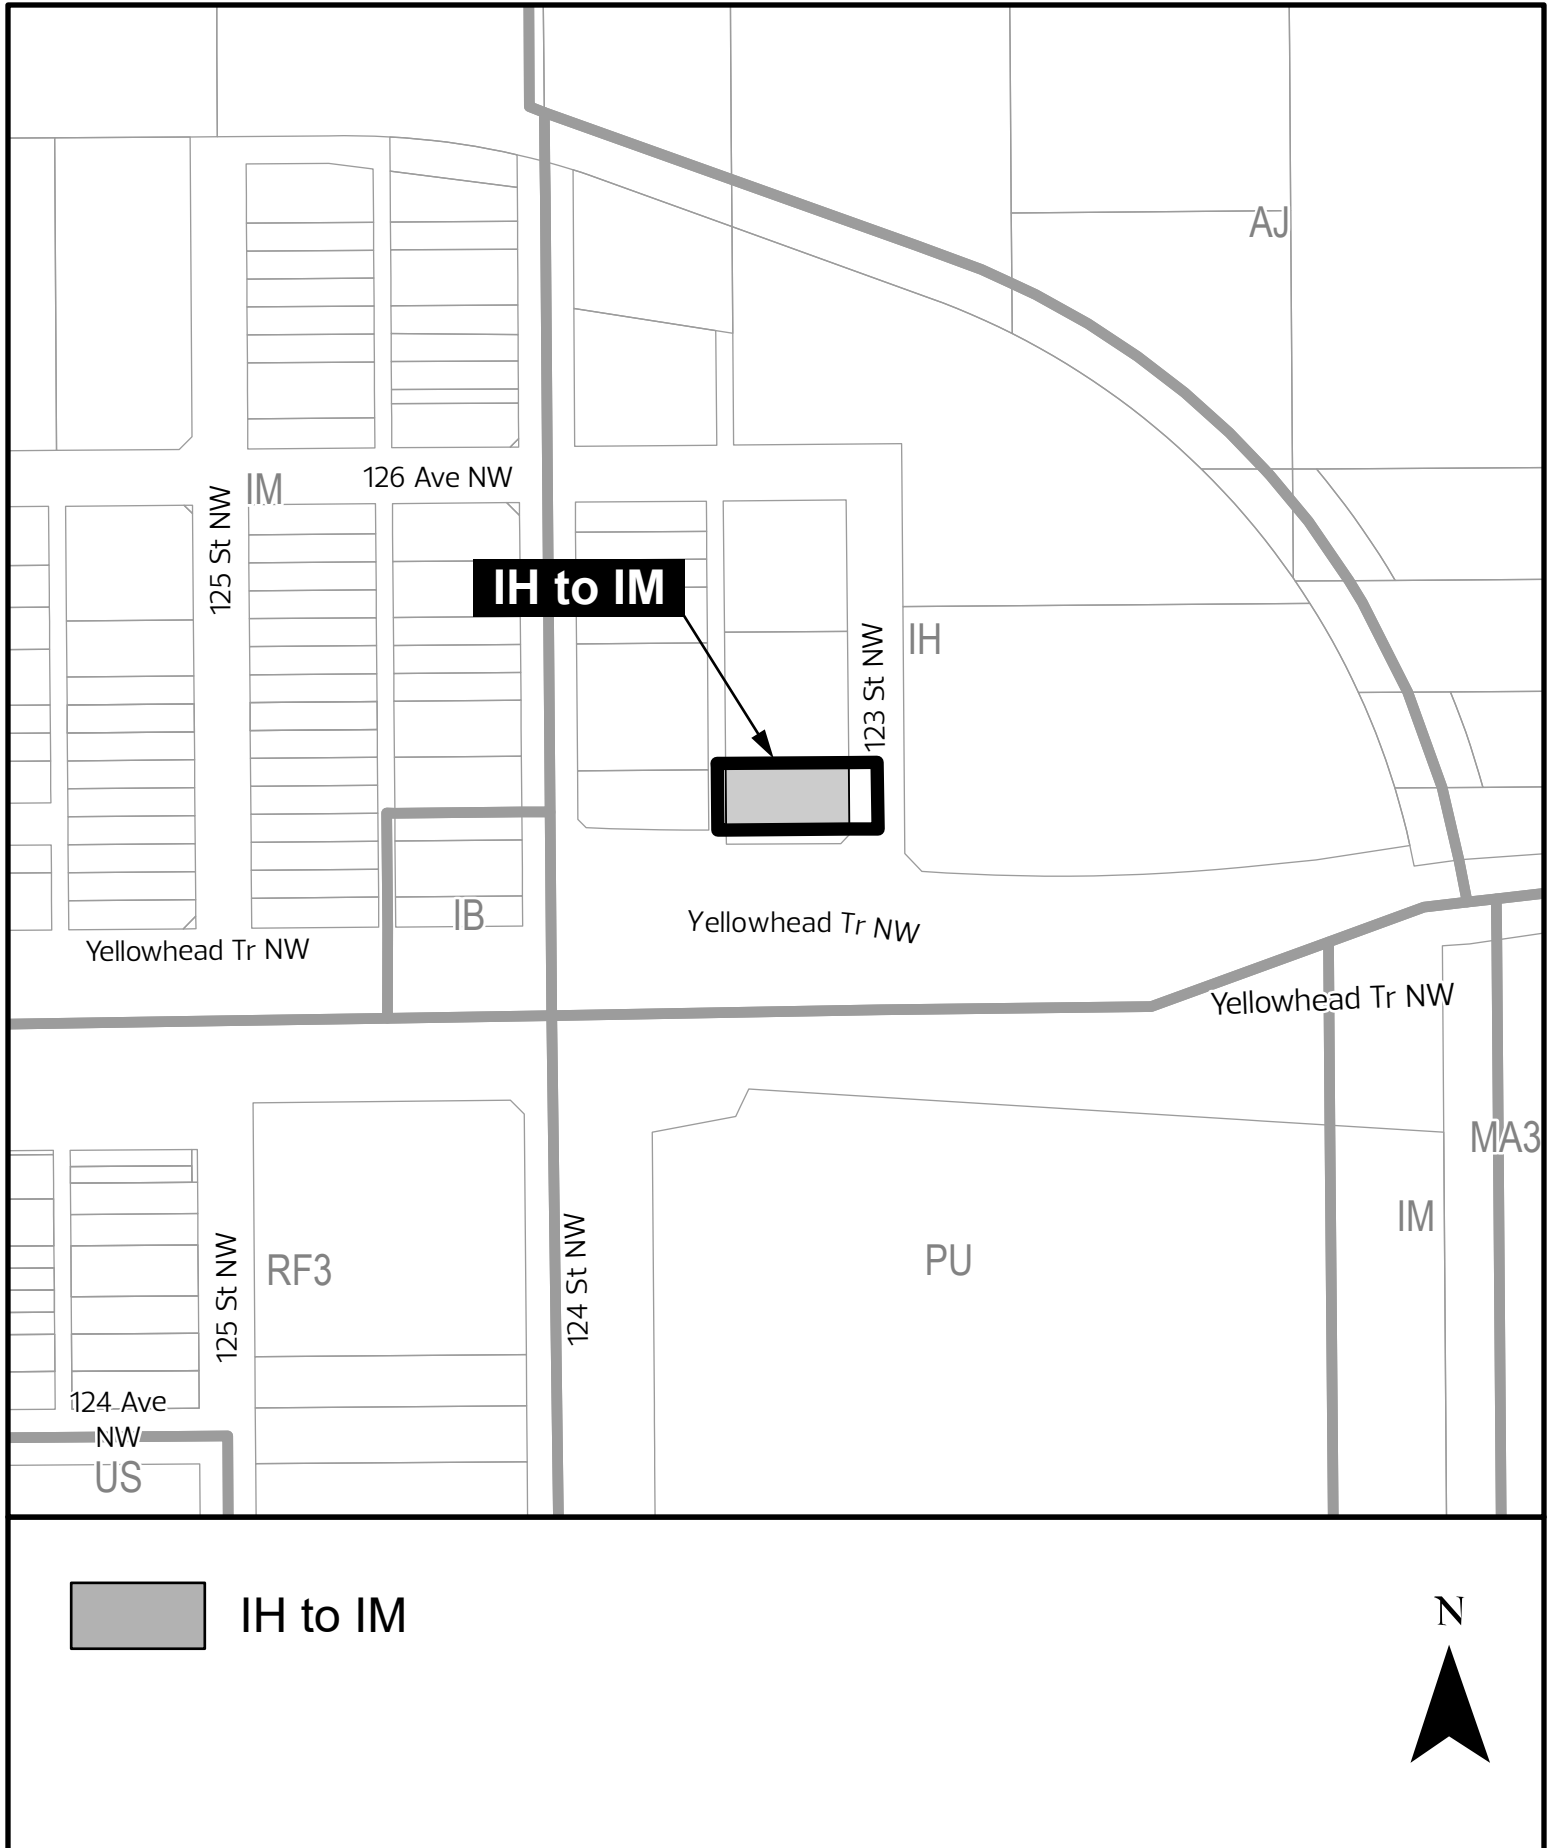 AJ
IM
126 Ave NW
125 St NW
IH to IM
123 St NW
IH
IB
Yellowhead Tr NW
Yellowhead Tr NW
Yellowhead Tr NW
MA3
IM
RF3
125 St NW
124 St NW
PU
124 Ave
NW
US
IH to IM
N